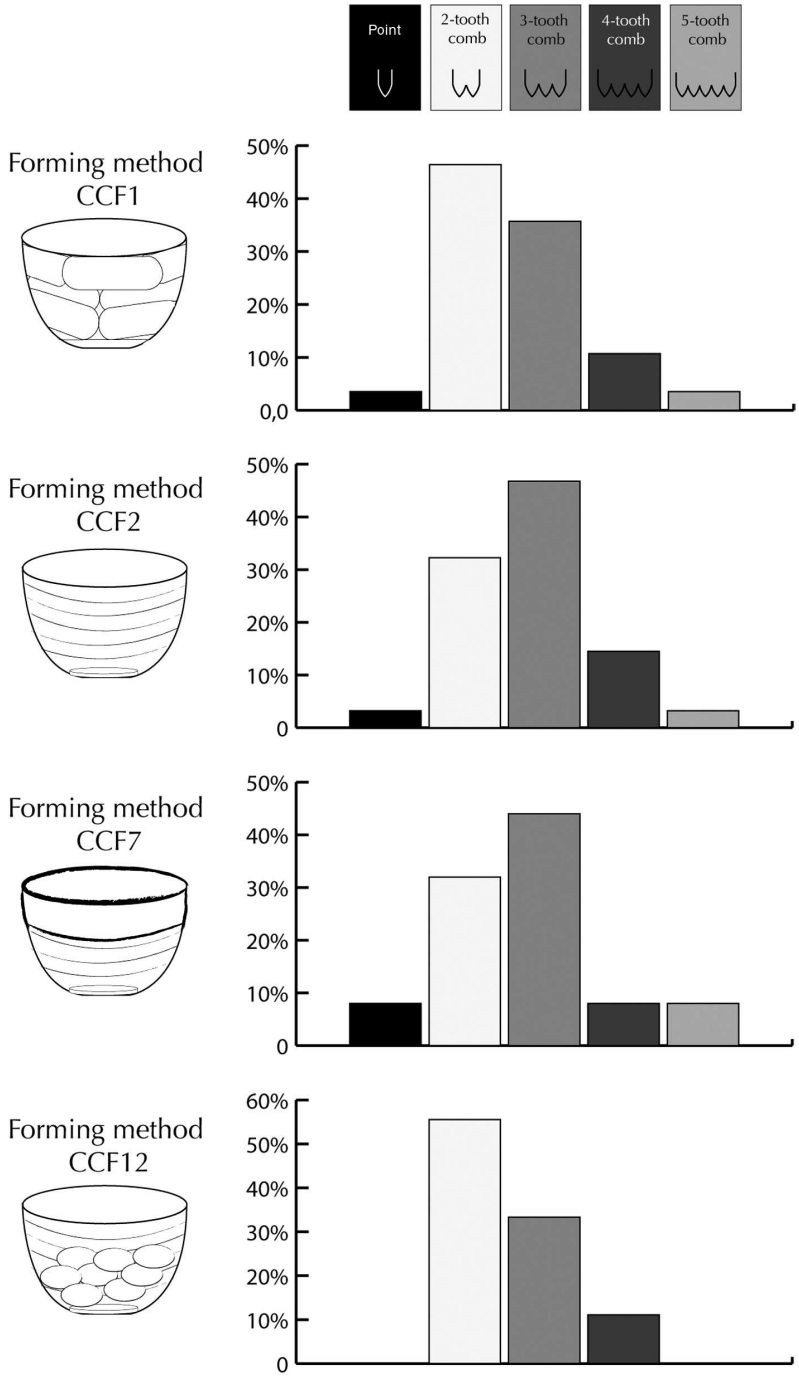 Point
2-tooth
comb
3-tooth
comb
4-tooth
comb
5-tooth
comb
Forming method
CCF1
50%
40%
30%
20%
10%
0,0
Forming method
CCF2
50%
40%
30%
20%
10%
0
Forming method
CCF7
50%
40%
30%
20%
10%
0
Forming method
CCF12
60%
50%
40%
30%
20%
10%
0